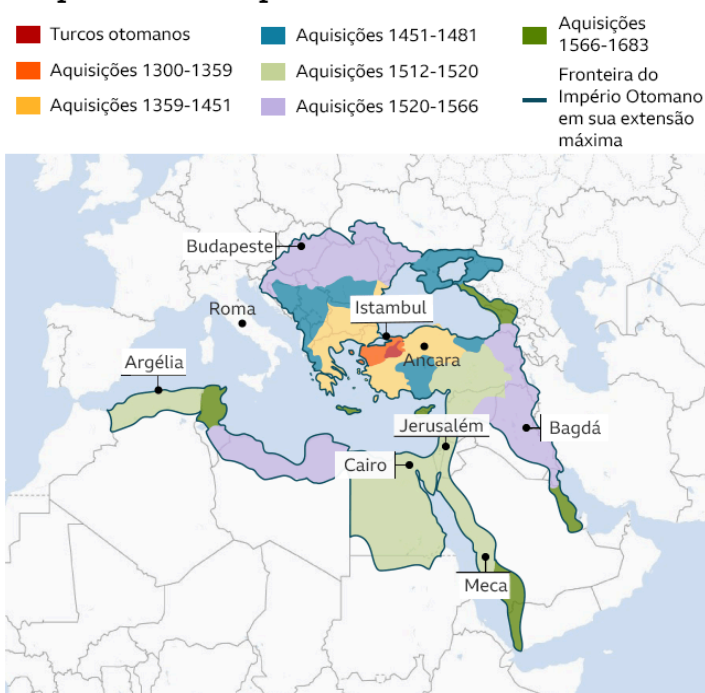 Turcos otomanos
Aquisições 1300-1359
Aquisições 1359-1451
Aquisições 1451-1481
Aquisições 1512-1520
Aquisições 1520-1566
Aquisições
1566-1683
Fronteira do
Império Otomano
em sua extensão
máxima
Budapeste
Roma
Istambul
Ancara
Argélia
Jerusalém
Bagdá
Cairo
Meca